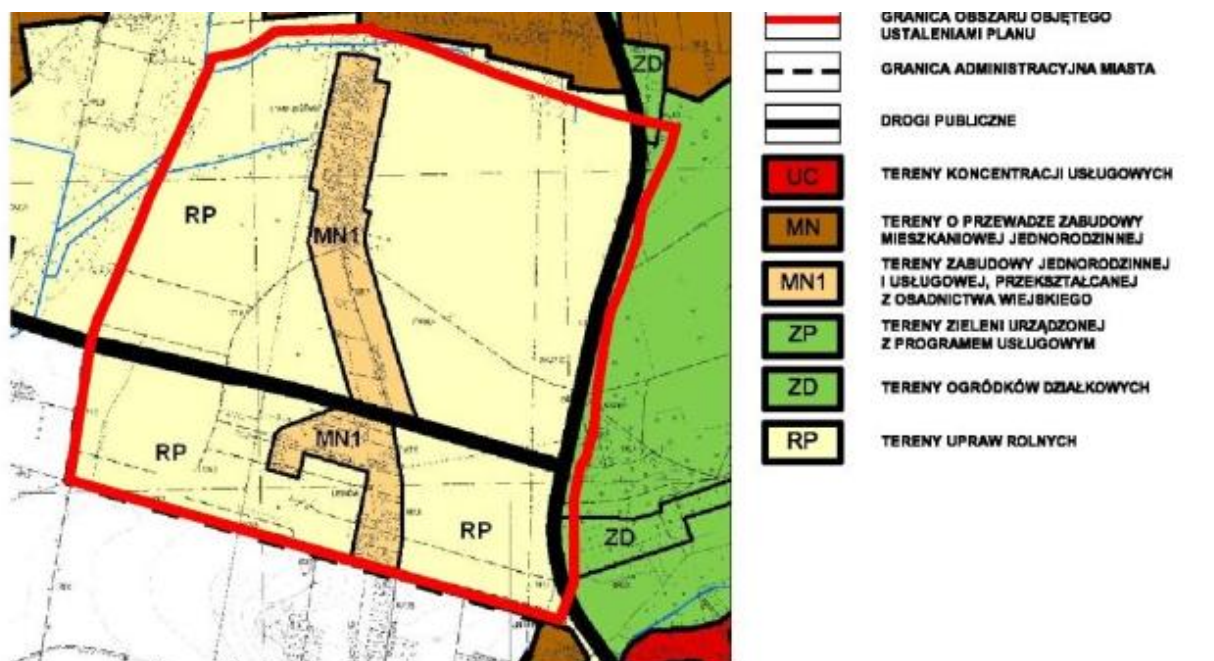 ZD
RP
MN1
MN1
RP
RP
ZD
GRANICA OBSZARU OBJĘTEGO
USTALENIAMI PLANU
GRANICA ADMINISTRACYJNA MIASTA
DROGI PUBLICZNE
UC
TERENY KONCENTRACJI USŁUGOWYCH
MN
TERENY O PRZEWADZE ZABUDOWY
MIESZKANIOWEJ JEDNORODZINNEJ
MN1
TERENY ZABUDOWY JEDNORODZINNEJ
I USŁUGOWEJ, PRZEKSZTAŁCANEJ
Z OSADNICTWA WIEJSKIEGO
ZP
TERENY ZIELENI URZĄDZONEJ
Z PROGRAMEM USŁUGOWYM
ZD
TERENY OGRÓDKÓW DZIAŁKOWYCH
RP
TERENY UPRAW ROLNYCH